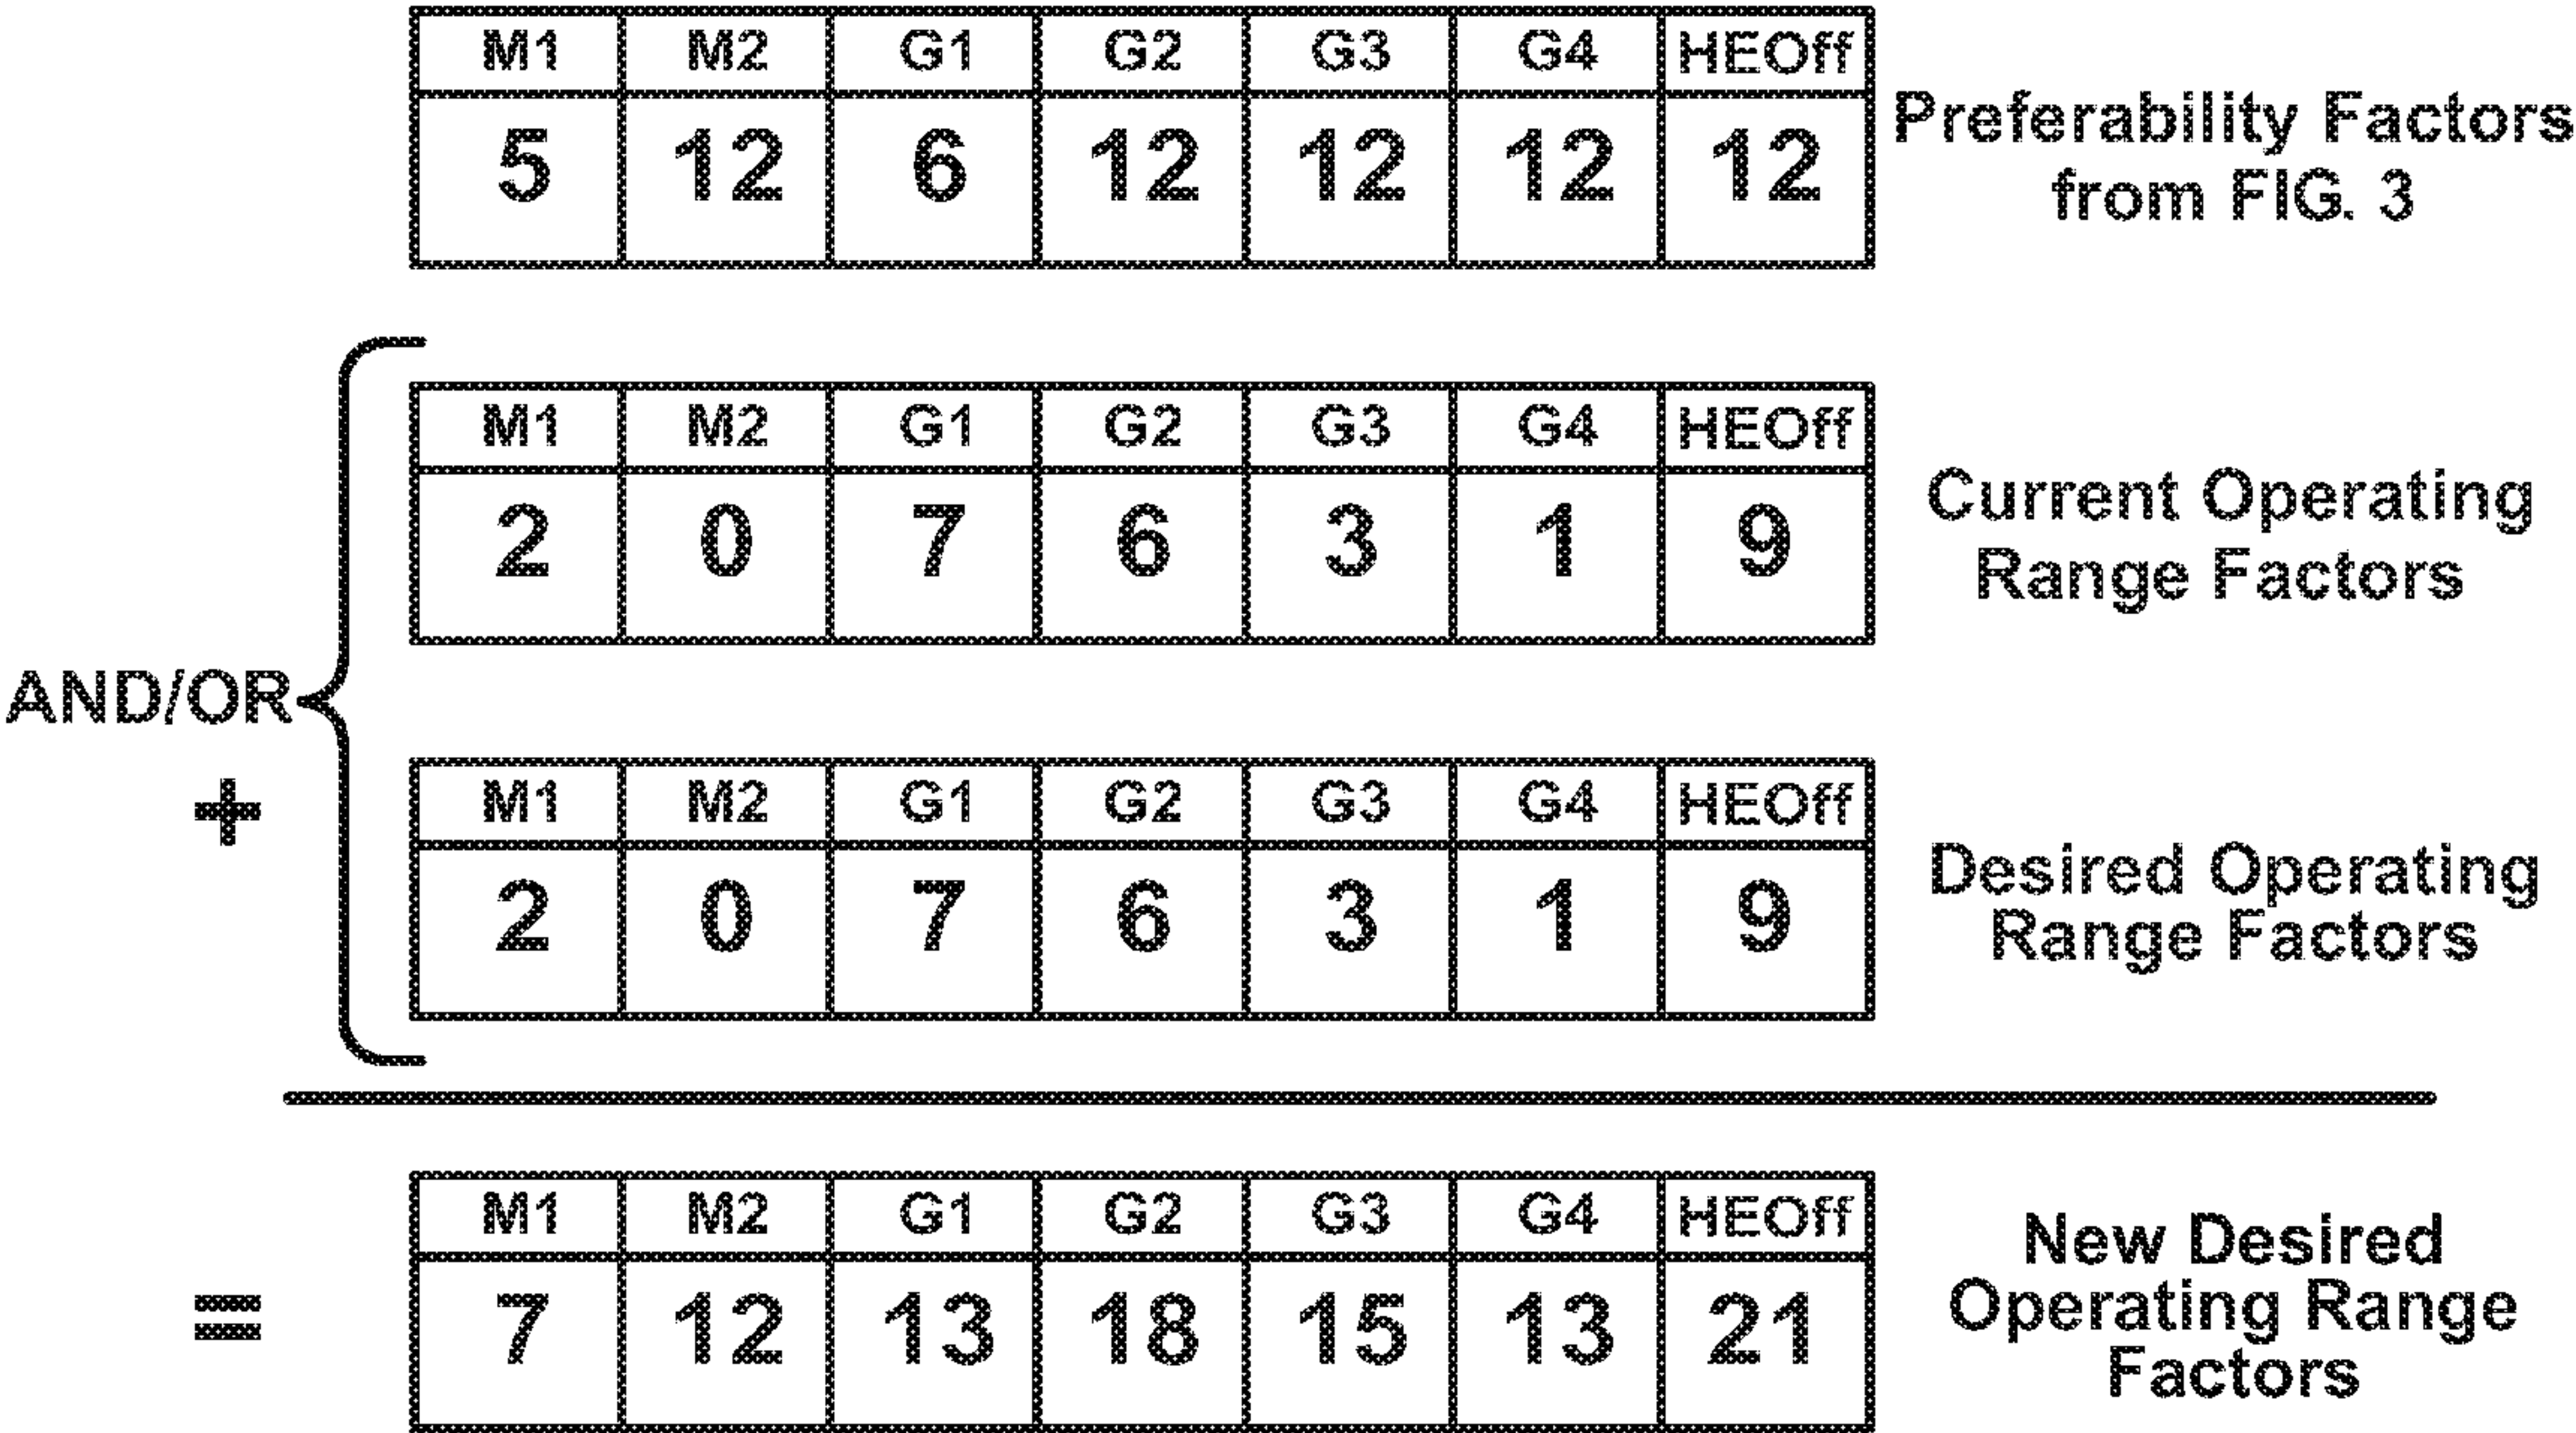 M1 M2 G1 G2 G3 G4 HEOff
5 12 6 12 12 12 12
Preferability Factors
from FIG. 3
M1 M2 G1 G2 G3 G4 HEOff
2 0 7 6 3 1 9
Current Operating
Range Factors
AND/OR
+
M1 M2 G1 G2 G3 G4 HEOff
2 0 7 6 3 1 9
Desired Operating
Range Factors
=
M1 M2 G1 G2 G3 G4 HEOff
7 12 13 18 15 13 21
New Desired
Operating Range
Factors